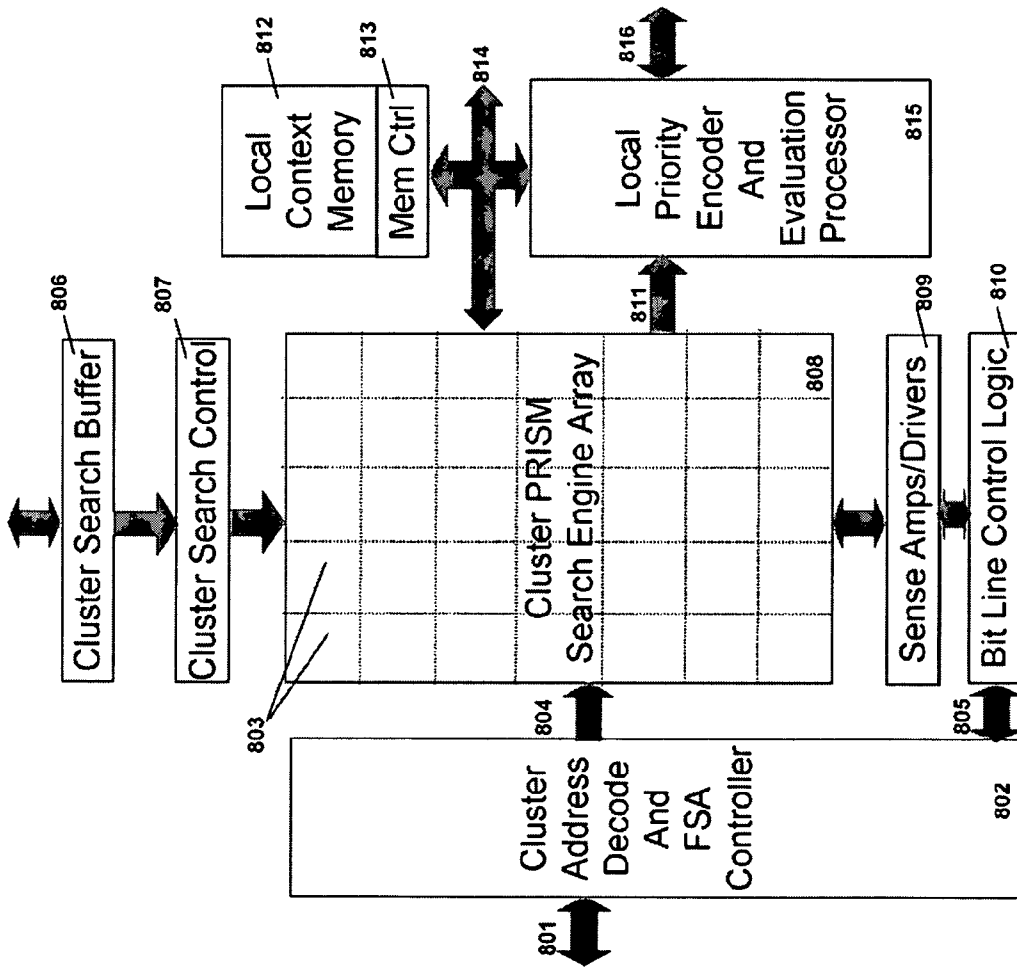 806
Cluster Search Buffer
807
Cluster Search Control
812
Local
Context
Memory
813
Mem Ctrl
814
803
Cluster PRISM
Search Engine Array
808
801
Cluster
Address
Decode
And
FSA
Controller
802
804
805
811
Local
Priority
Encoder
And
Evaluation
Processor
815
816
Sense Amps/Drivers
809
Bit Line Control Logic
810